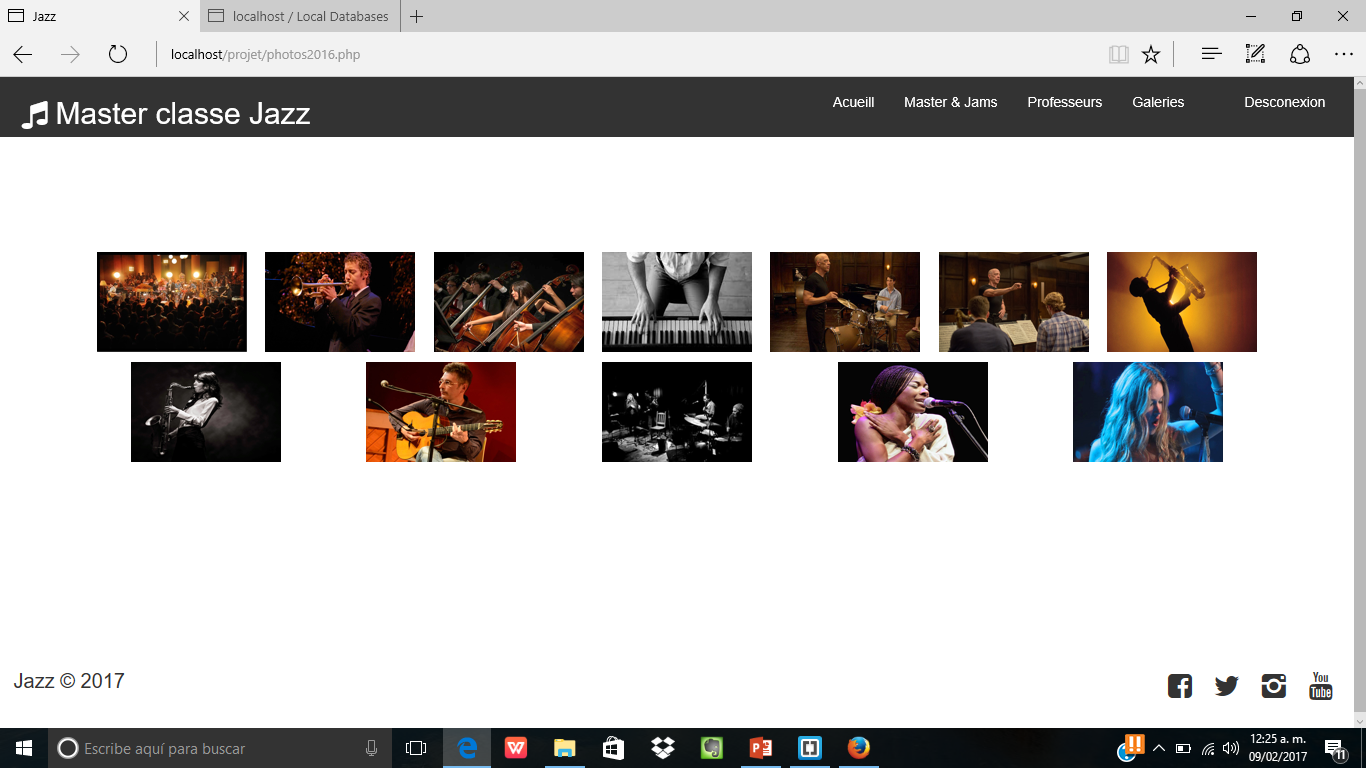 Jazz
localhost / Local Databases
localhost/projet/photos2016.php
Master classe Jazz
Acueill
Master & Jams
Professeurs
Galeries
Desconexion
Jazz © 2017
You
Tube
Escribe aquí para buscar
12:25 a. m.
09/02/2017
11